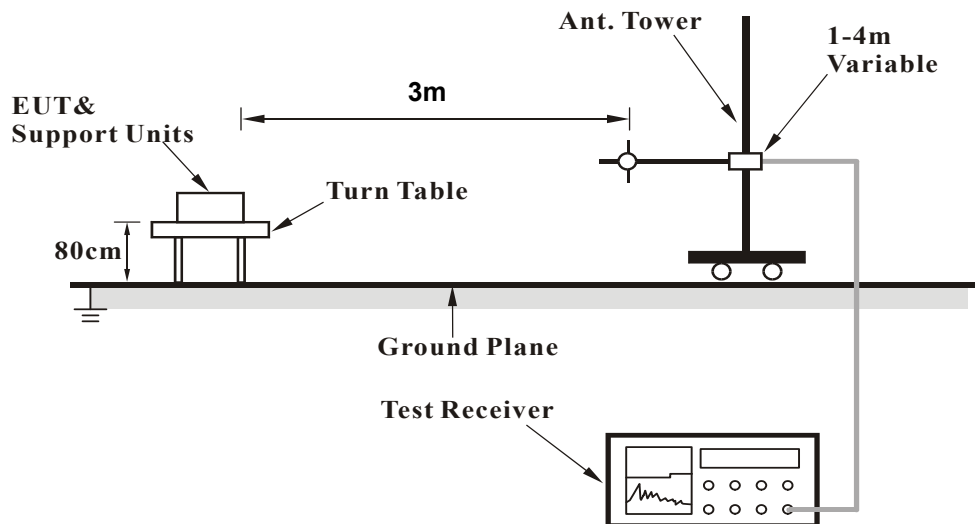 Ant. Tower
1-4m
Variable
3m
EUT&
Support Units
Turn Table
80cm
Ground Plane
Test Receiver